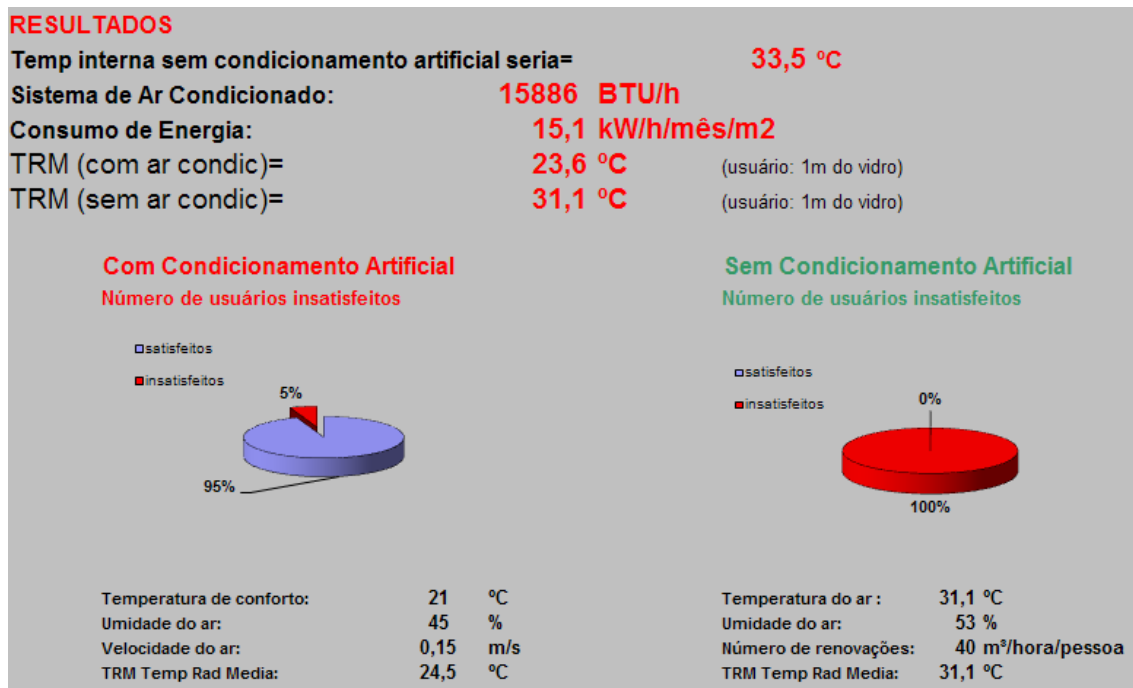 RESULTADOS
Temp interna sem condicionamento artificial seria= 33,5 ºC
Sistema de Ar Condicionado: 15886 BTU/h
Consumo de Energia: 15,1 kW/h/mês/m2
TRM (com ar condic)= 23,6 ºC (usuário: 1m do vidro)
TRM (sem ar condic)= 31,1 ºC (usuário: 1m do vidro)
Com Condicionamento Artificial
Número de usuários insatisfeitos
satisfeitos
insatisfeitos
5%
95%
Temperatura de conforto: 21 ºC
Umidade do ar: 45 %
Velocidade do ar: 0,15 m/s
TRM Temp Rad Media: 24,5 ºC
Sem Condicionamento Artificial
Número de usuários insatisfeitos
satisfeitos
insatisfeitos
0%
100%
Temperatura do ar : 31,1 ºC
Umidade do ar: 53 %
Número de renovações: 40 m³/hora/pessoa
TRM Temp Rad Media: 31,1 ºC